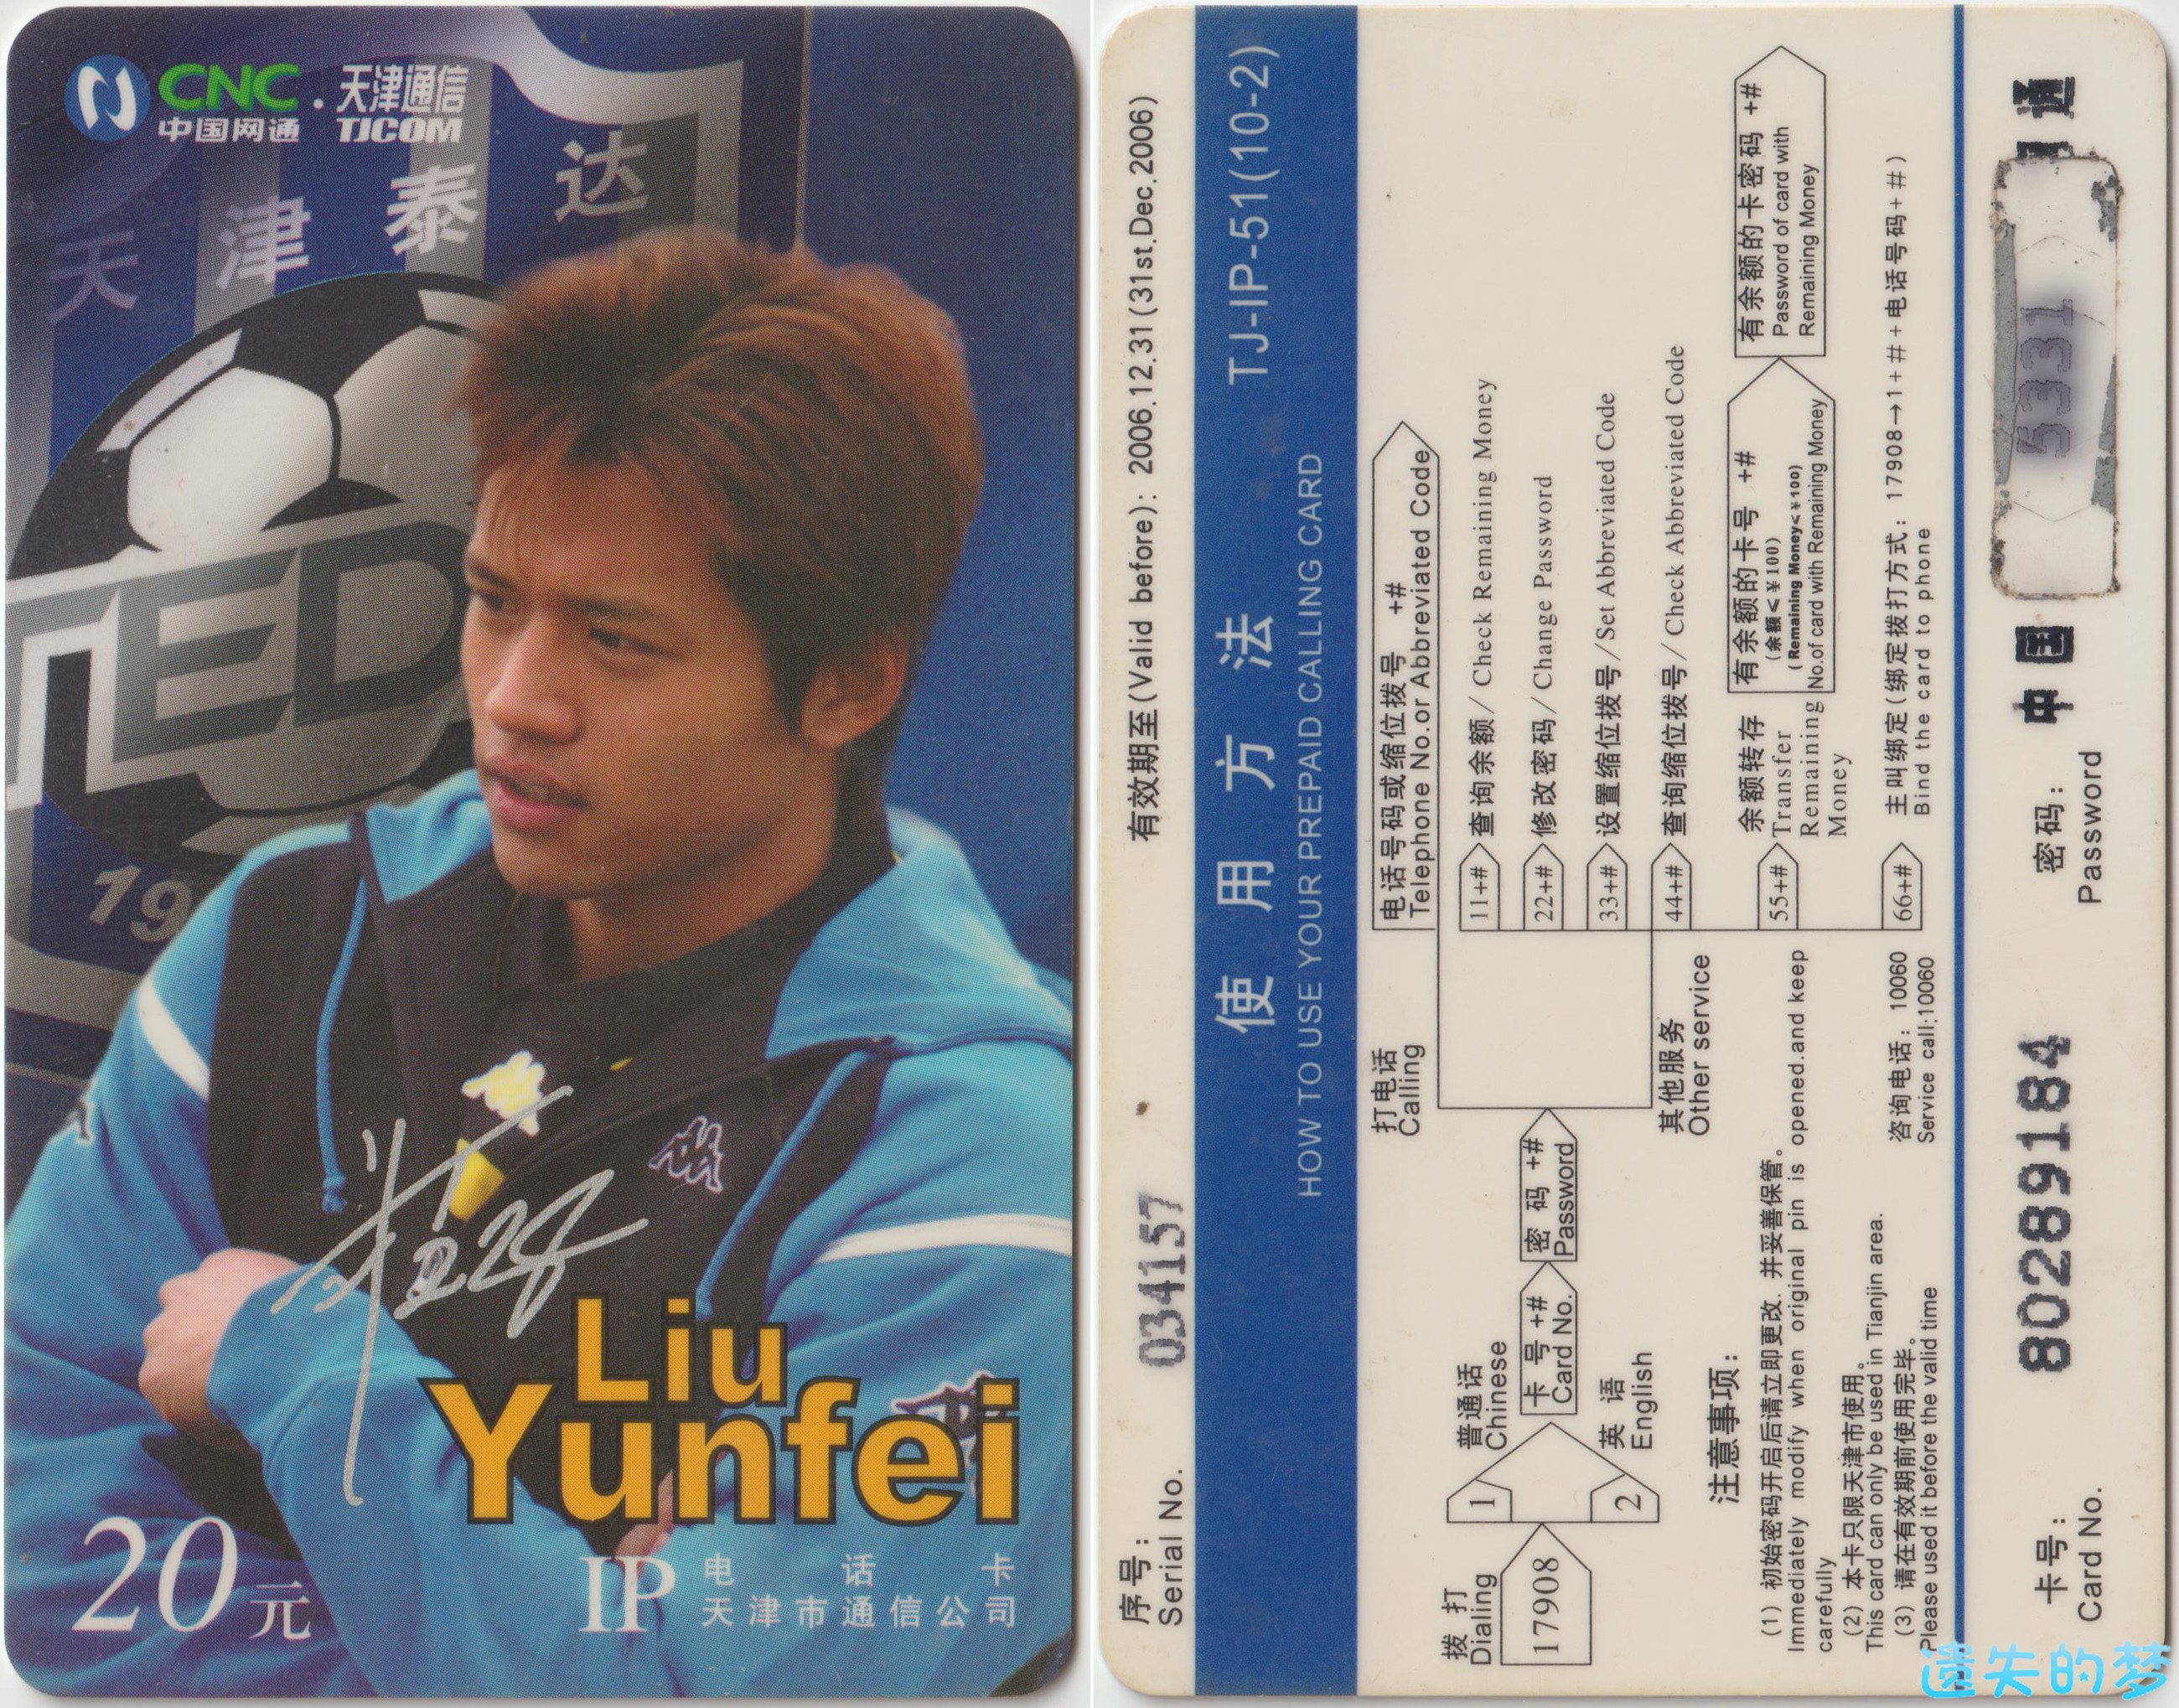 CNC
中国网通
·
天津通信
TJCOM
天津泰达
TED
19
Liu
Yunfei
20元
IP
电话卡
天津市通信公司
序号：
Serial No.
034157
有效期至(Valid before): 2006.12.31(31st.Dec.2006)
使用方法
TJ-IP-51(10-2)
HOW TO USE YOUR PREPAID CALLING CARD
拨打
Dialing
17908
1
普通话
Chinese
2
英语
English
卡号+#
Card No.
密码+#
Password
打电话
Calling
电话号码或缩位拨号 +#
Telephone No.or Abbreviated Code
其他服务
Other service
11+#
查询余额/Check Remaining Money
22+#
修改密码/Change Password
33+#
设置缩位拨号/Set Abbreviated Code
44+#
查询缩位拨号/Check Abbreviated Code
55+#
余额转存
Transfer
Remaining
Money
有余额的卡号 +#
(余额≤¥100)
(Remaining Money≤¥100)
No.of card with Remaining Money
有余额的卡密码 +#
Password of card with
Remaining Money
66+#
主叫绑定(绑定拨打方式：17908→1+#+电话号码+#)
Bind the card to phone
注意事项：
(1) 初始密码开启后请立即更改.并妥善保管。
Immediately modify when original pin is opened.and keep
carefully
(2) 本卡只限天津市使用。
This card can only be used in Tianjin area.
(3) 请在有效期前使用完毕。
Please used it before the valid time
咨询电话：10060
Service call:10060
卡号：
Card No.
80289184
密码：
Password
中国
通
5331
遗失的梦